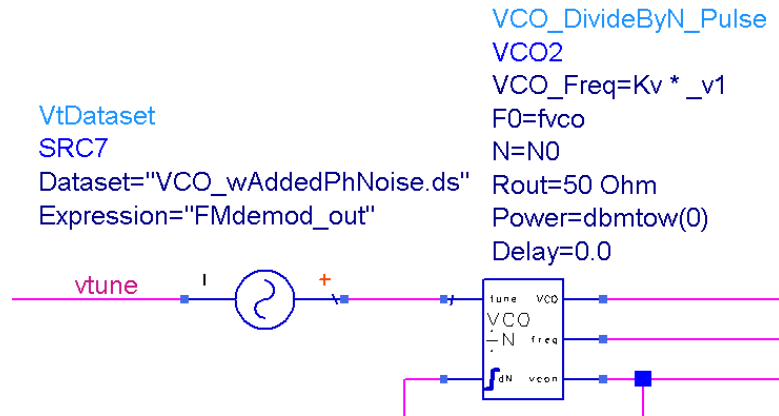 VCO_DivideByN_Pulse
VCO2
VCO_Freq=Kv * _v1
F0=fvco
N=N0
Rout=50 Ohm
Power=dbmtow(0)
Delay=0.0
VtDataset
SRC7
Dataset="VCO_wAddedPhNoise.ds"
Expression="FMdemod_out"
vtune
tune VCO
VCO
÷N
freq
dN vcon